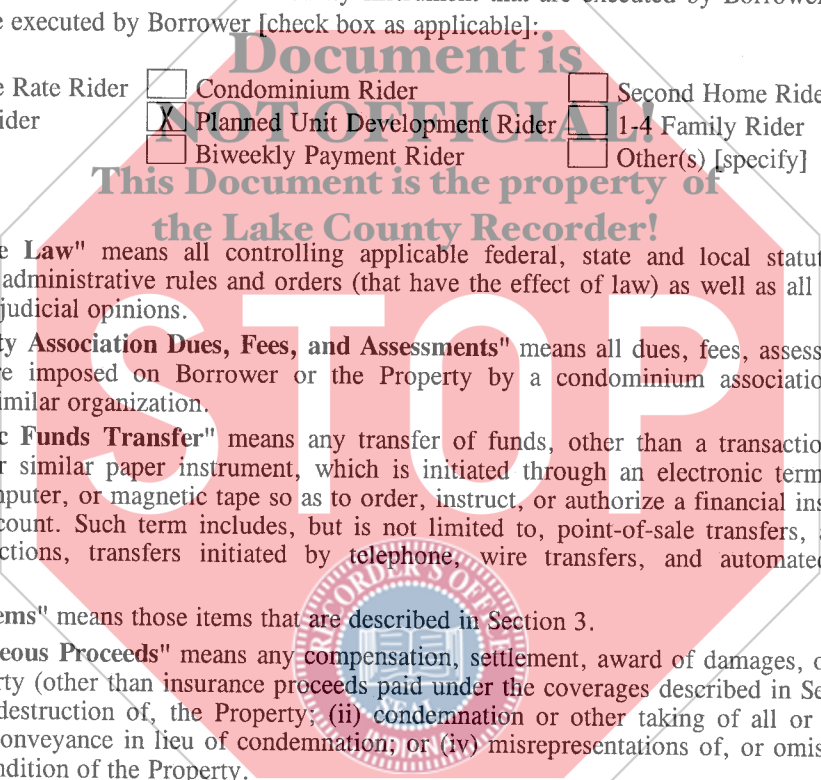 e executed by Borrower [check box as applicable]:
Document is
e Rate Rider Condominium Rider Second Home Ride
NOT OFFICIAL!
ider X Planned Unit Development Rider 1-4 Family Rider
Biweekly Payment Rider Other(s) [specify]
This Document is the property of
the Lake County Recorder!
e Law" means all controlling applicable federal, state and local statut
administrative rules and orders (that have the effect of law) as well as all
judicial opinions.
ty Association Dues, Fees, and Assessments" means all dues, fees, assess
re imposed on Borrower or the Property by a condominium associatio
imilar organization.
c Funds Transfer" means any transfer of funds, other than a transactio
r similar paper instrument, which is initiated through an electronic term
nputer, or magnetic tape so as to order, instruct, or authorize a financial ins
count. Such term includes, but is not limited to, point-of-sale transfers,
ctions, transfers initiated by telephone, wire transfers, and automated
ems" means those items that are described in Section 3.
eous Proceeds" means any compensation, settlement, award of damages, o
rty (other than insurance proceeds paid under the coverages described in Se
destruction of, the Property; (ii) condemnation or other taking of all or
onveyance in lieu of condemnation; or (iv) misrepresentations of, or omis
ndition of the Property.
STOP
RECORDER'S OFFI
SEAL